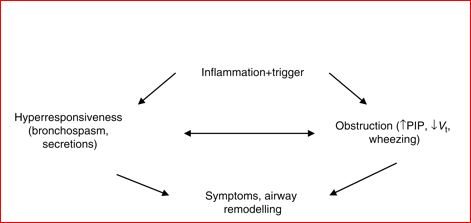 Inflammation+trigger
Hyperresponsiveness
(bronchospasm,
secretions)
Obstruction (↑PIP, ↓Vt,
wheezing)
Symptoms, airway
remodelling